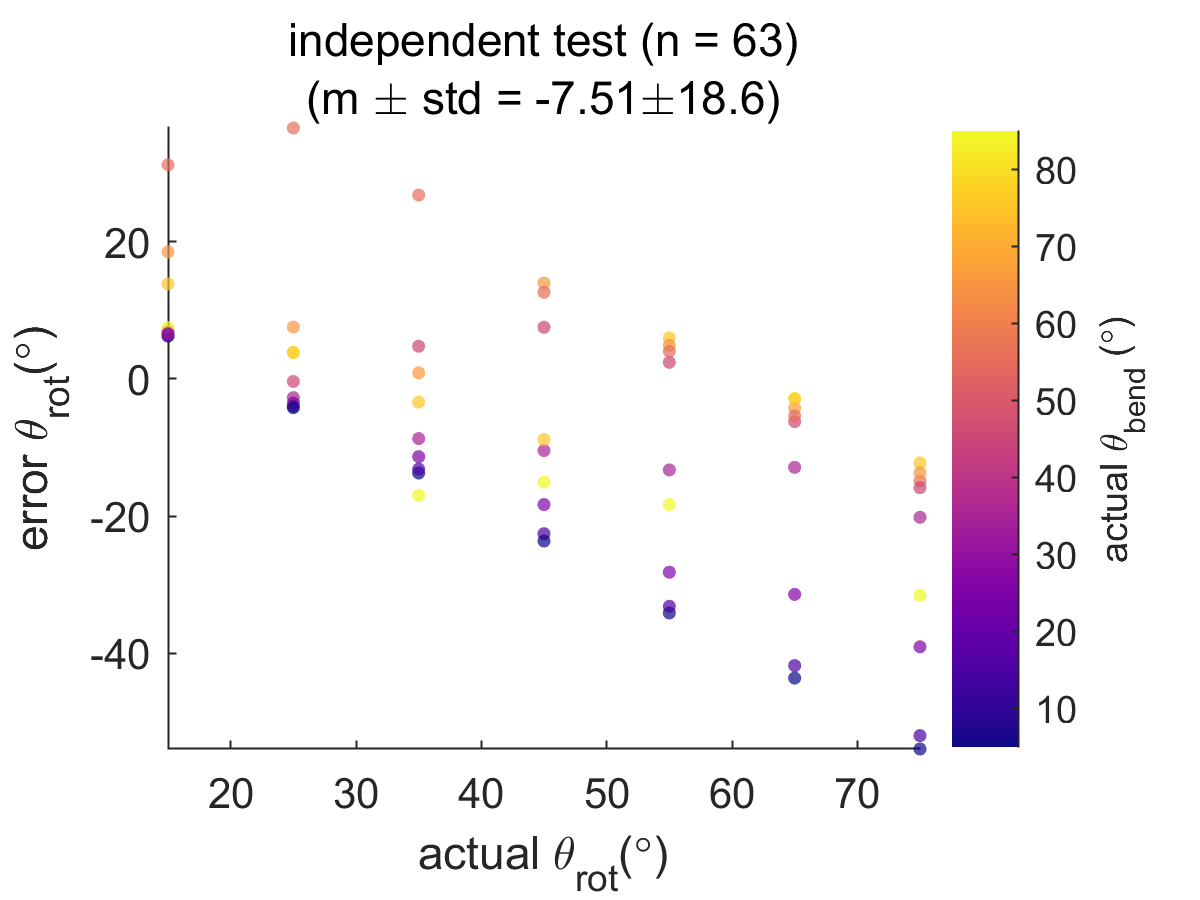 independent test (n = 63)
(m ± std = -7.51±18.6)
20
0
-20
-40
error θrot(°)
20 30 40 50 60 70
actual θrot(°)
80
70
60
50
40
30
20
10
actual θbend (°)